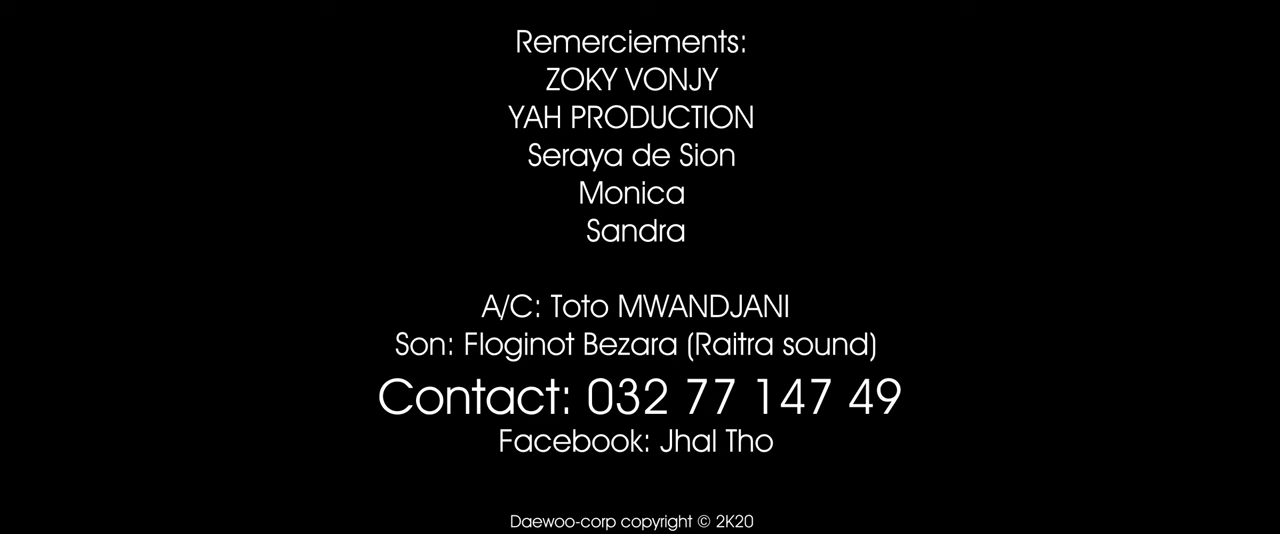 Remerciements:
ZOKY VONJY
YAH PRODUCTION
Seraya de Sion
Monica
Sandra
A/C: Toto MWANDJANI
Son: Floginot Bezara (Raitra sound)
Contact: 032 77 147 49
Facebook: Jhal Tho
Daewoo-corp copyright © 2K20